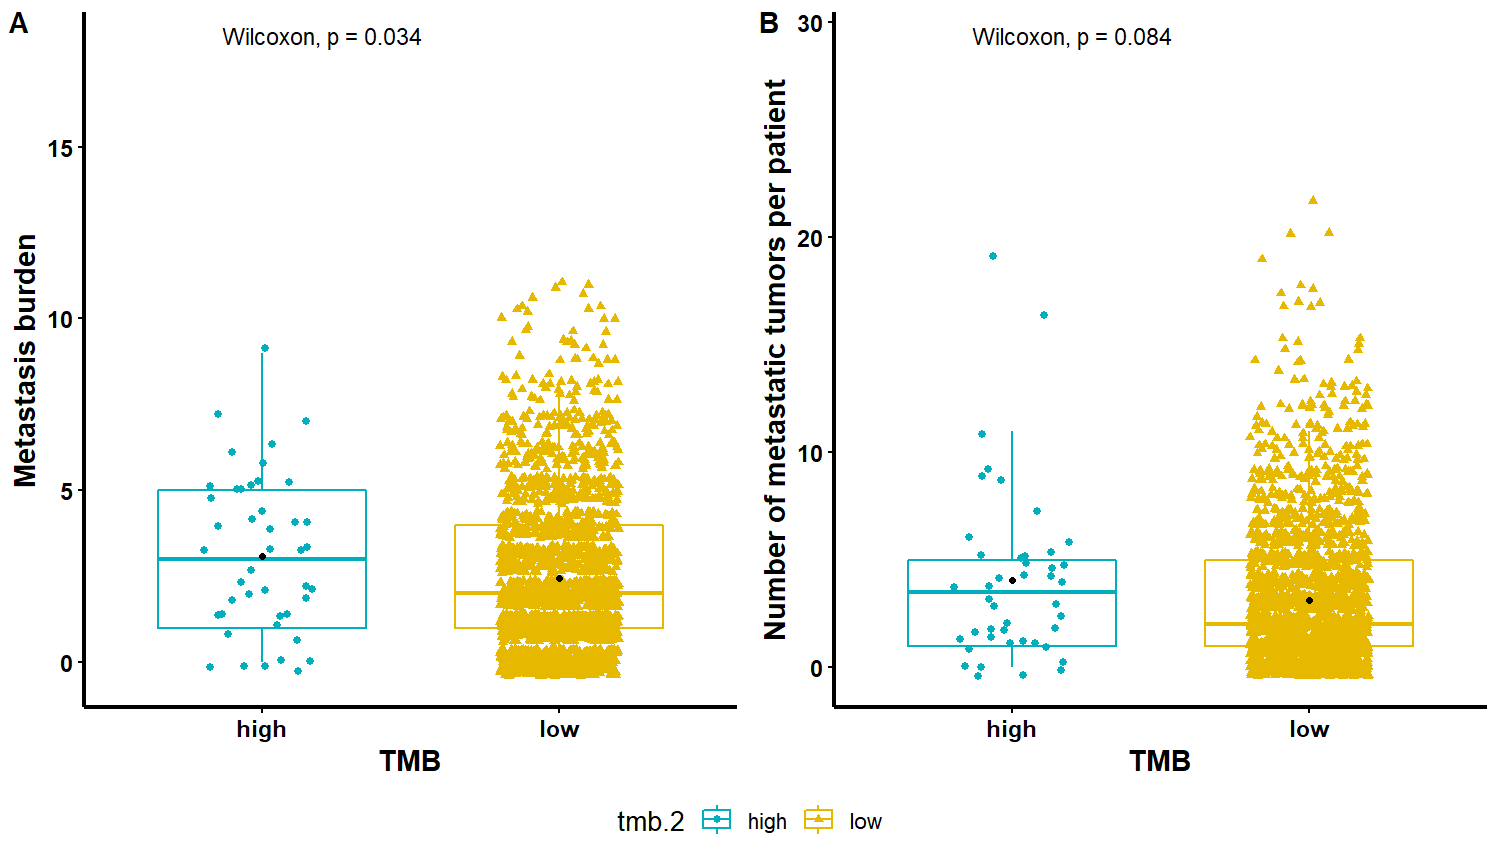 A
Wilcoxon, p = 0.034
Metastasis burden
15
10
5
0
high
low
TMB
B
Wilcoxon, p = 0.084
Number of metastatic tumors per patient
30
20
10
0
high
low
TMB
tmb.2
high
low